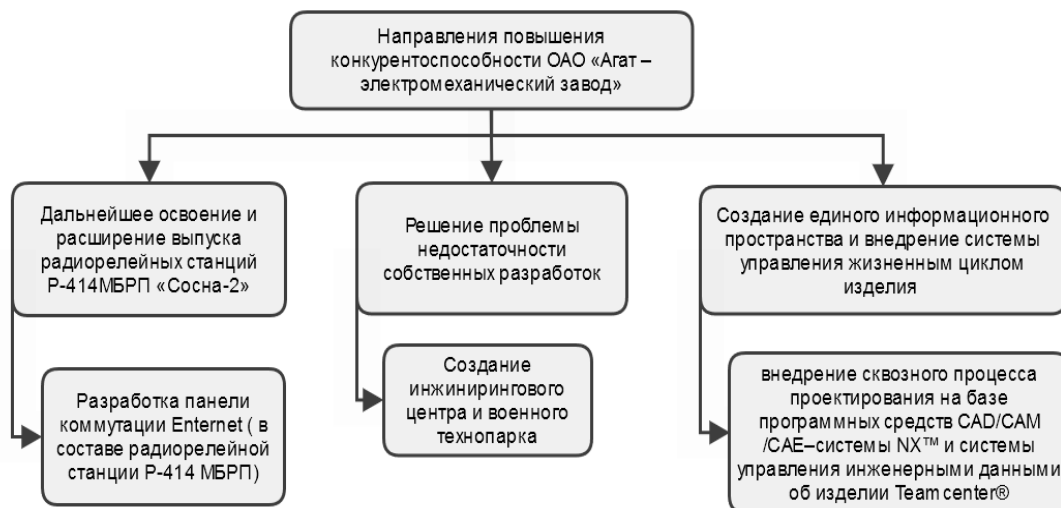 Направления повышения
конкурентоспособности ОАО «Агат –
электромеханический завод»
Дальнейшее освоение и
расширение выпуска
радиорелейных станций
Р-414МБРП «Сосна-2»
Решение проблемы
недостаточности
собственных разработок
Создание единого информационного
пространства и внедрение системы
управления жизненным циклом
изделия
Разработка панели
коммутации Enternet ( в
составе радиорелейной
станции Р-414 МБРП)
Создание
инжинирингового
центра и военного
технопарка
внедрение сквозного процесса
проектирования на базе
программных средств CAD/CAM
/CAE–системы NX™ и системы
управления инженерными данными
об изделии Teamcenter®